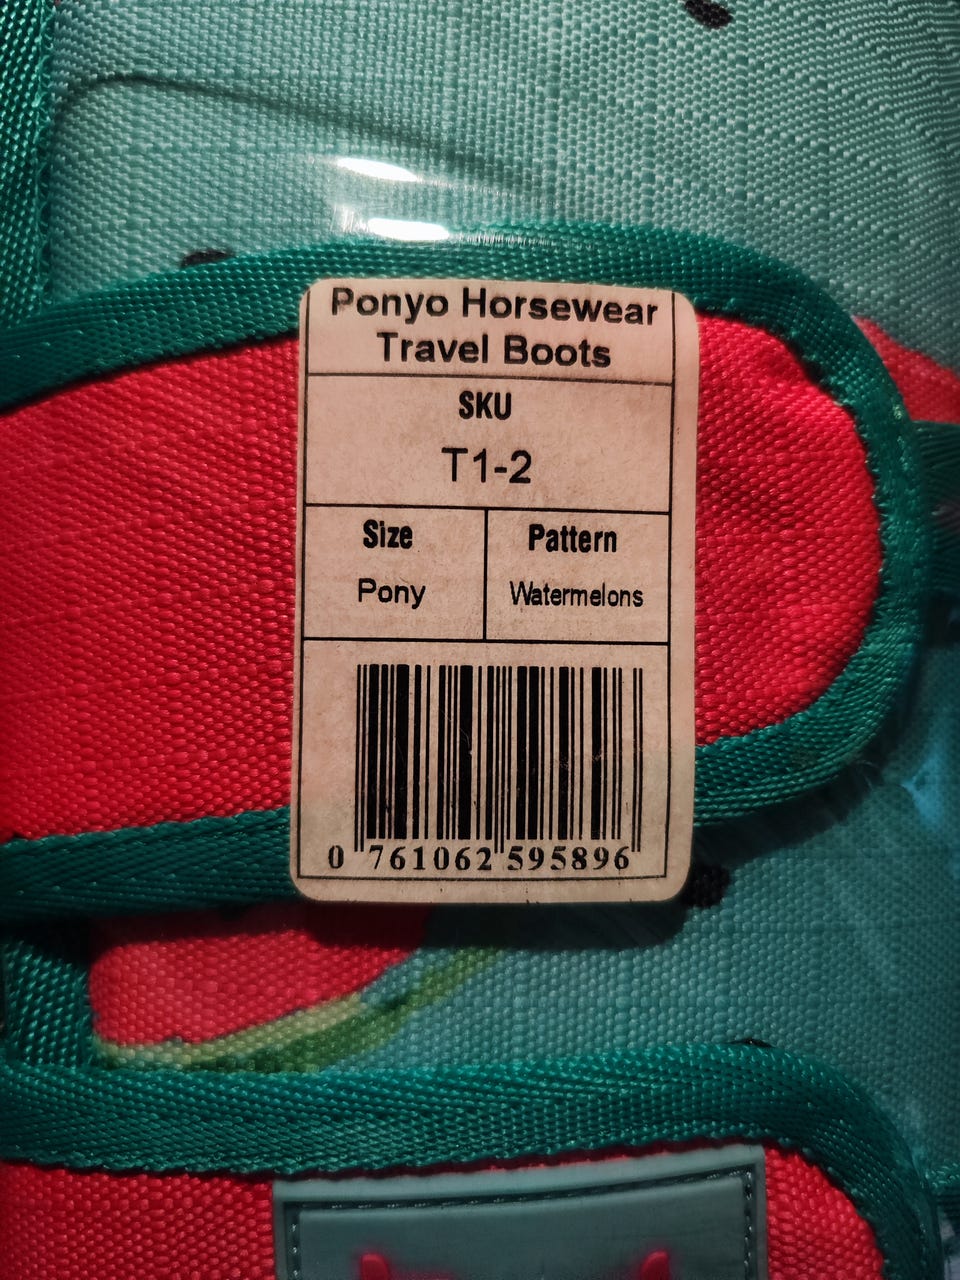 Ponyo Horsewear
Travel Boots
SKU
T1-2
Size
Pony
Pattern
Watermelons
0 761062 595896